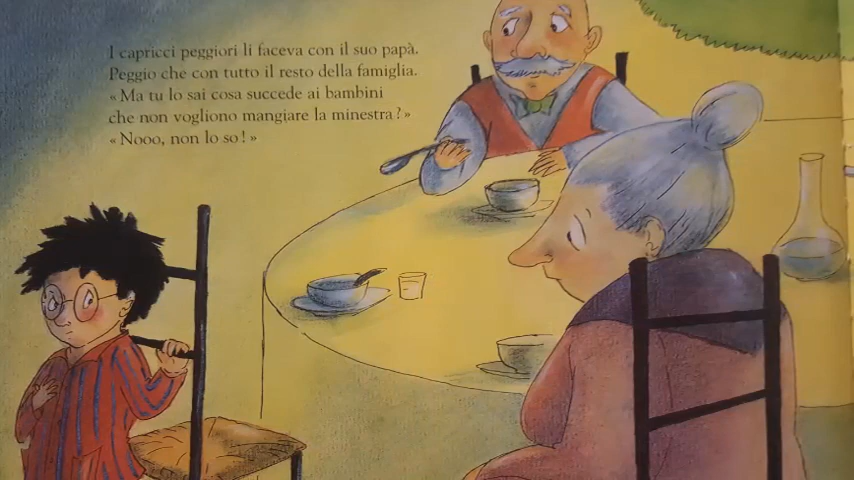 I capricci peggiori li faceva con il suo papà.
Peggio che con tutto il resto della famiglia.
« Ma tu lo sai cosa succede ai bambini
che non vogliono mangiare la minestra? »
« Nooo, non lo so! »